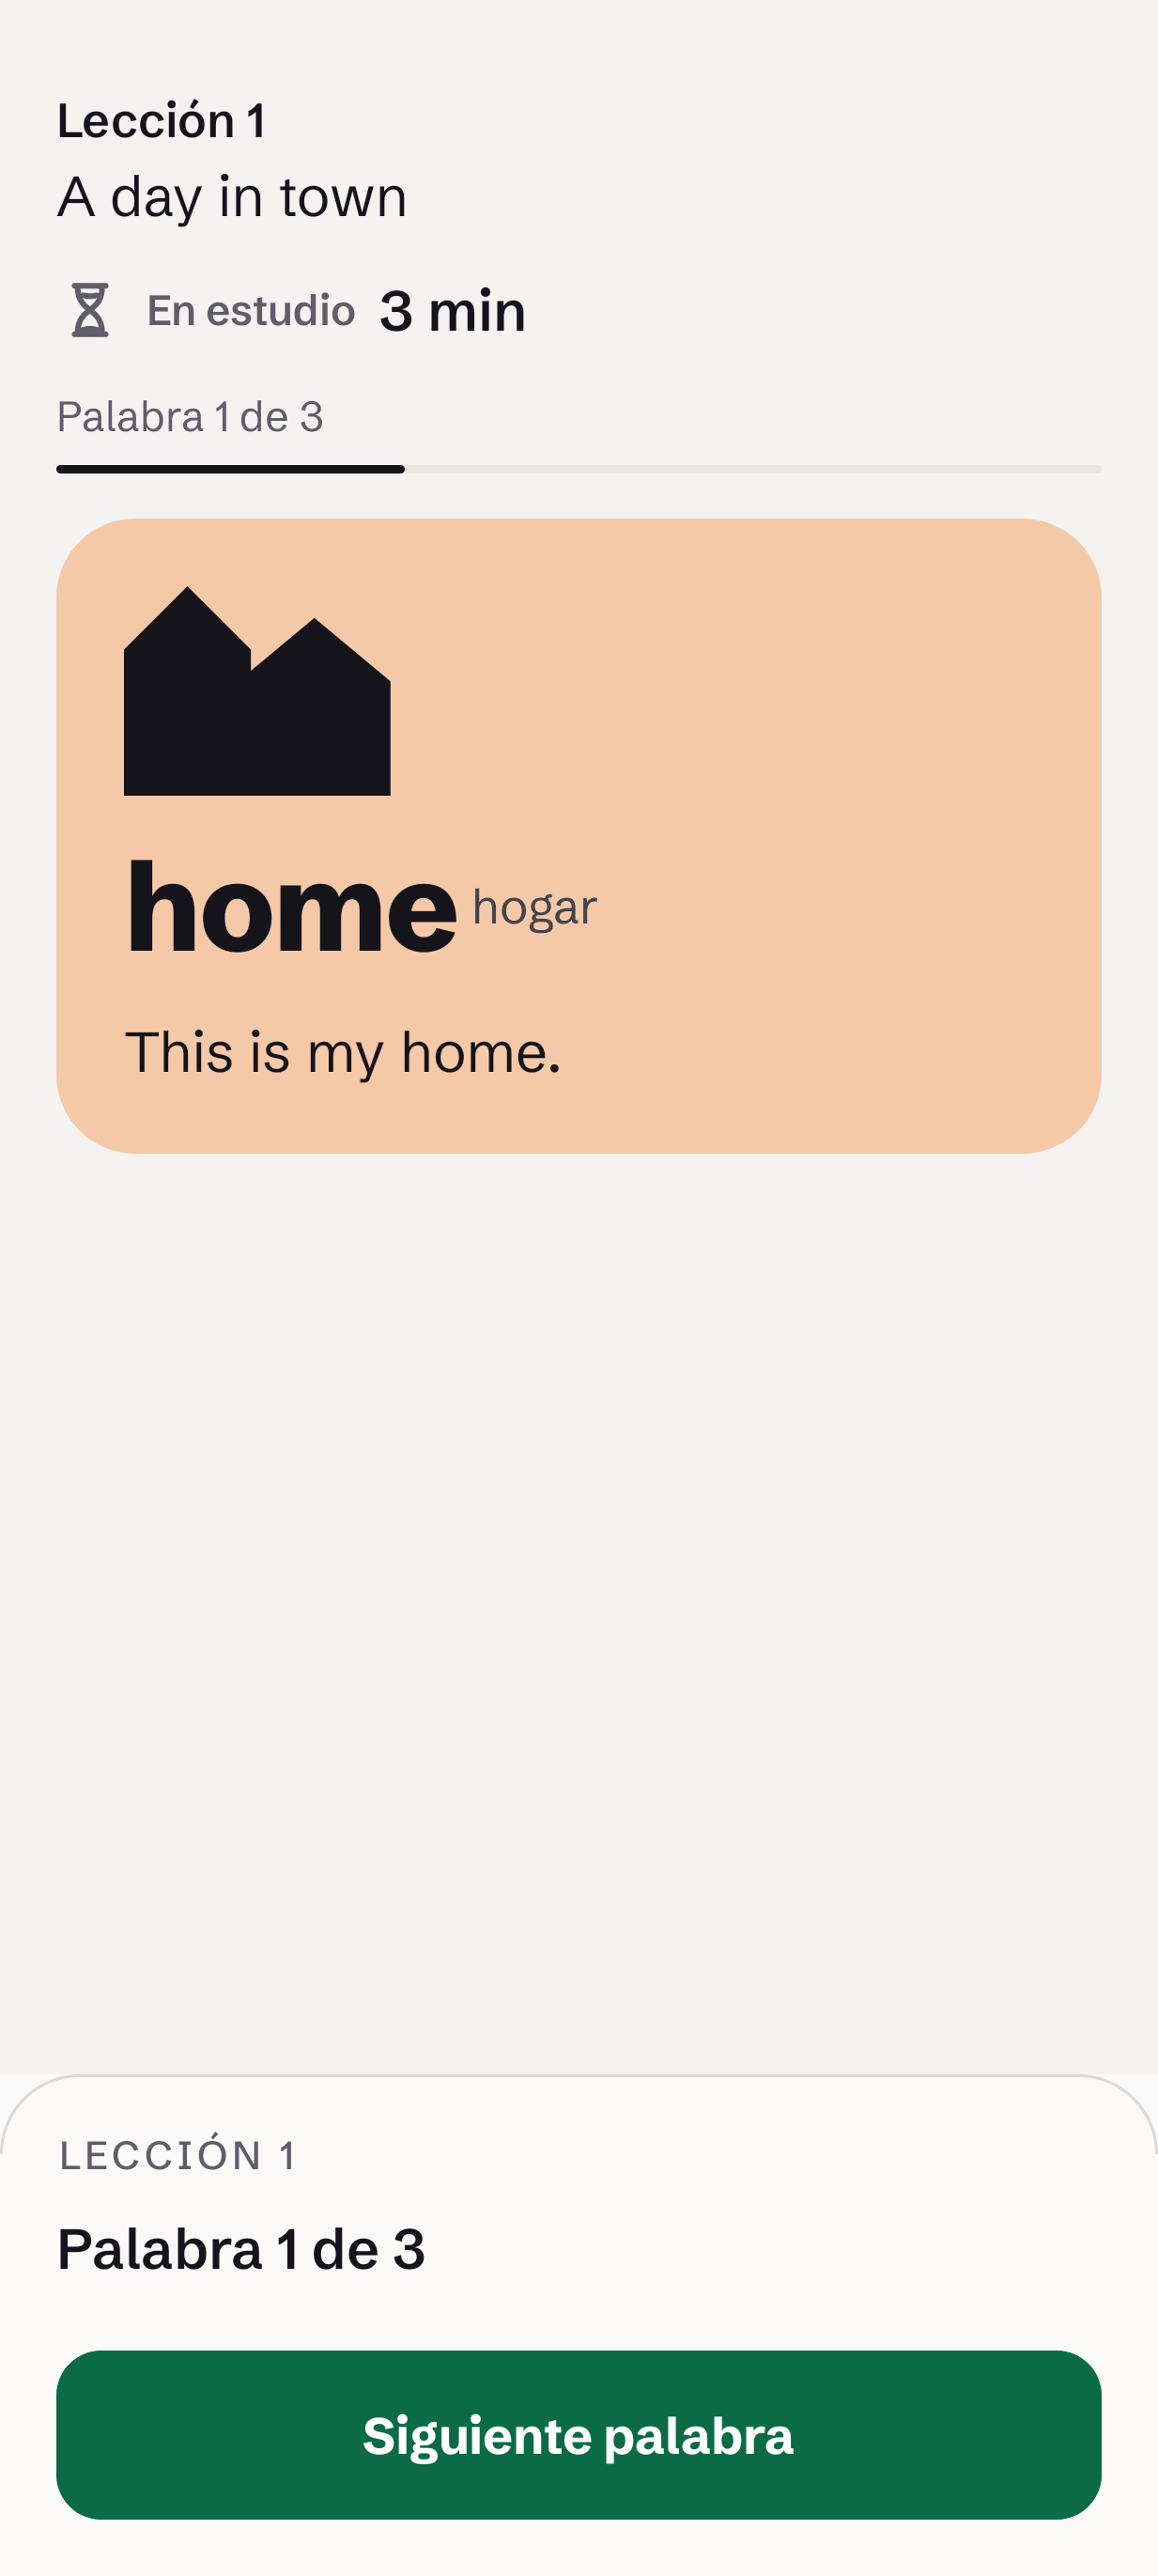 Lección 1
A day in town
En estudio 3 min
Palabra 1 de 3
home hogar
This is my home.
LECCIÓN 1
Palabra 1 de 3
Siguiente palabra